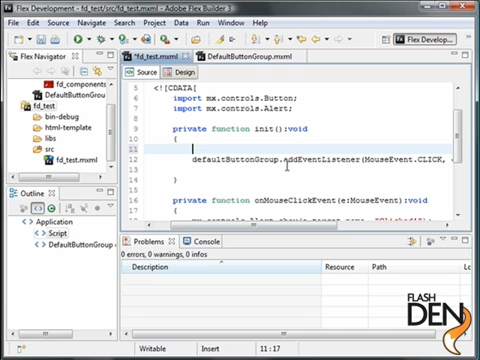 Flex Development - fd_test/src/fd_test.mxml - Adobe Flex Builder 3
File Edit Source Navigate Search Project Data Run Window Help
Flex Develop...
Flex Navigator
fd_components
DefaultButtonGrou
fd_test
bin-debug
html-template
libs
src
fd_test.mxml
Outline
Application
Script
DefaultButtonGroup
*fd_test.mxml DefaultButtonGroup.mxml
Source Design
5 <![CDATA[
6 import mx.controls.Button;
7 import mx.controls.Alert;
8
9 private function init():void
10 {
11
12 defaultButtonGroup.addEventListener(MouseEvent.CLICK,
13
14 }
15
16 private function onMouseClickEvent(e:MouseEvent):void
17 {
Problems Console
0 errors, 0 warnings, 0 infos
Description Resource Path Lo
Writable Insert 11 : 17
FLASH
DEN